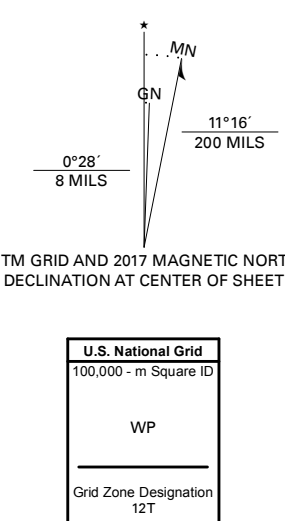 ★
MN
GN
11°16´
200 MILS
0°28´
8 MILS
TM GRID AND 2017 MAGNETIC NORT
DECLINATION AT CENTER OF SHEET
U.S. National Grid
100,000 - m Square ID
WP
Grid Zone Designation
12T